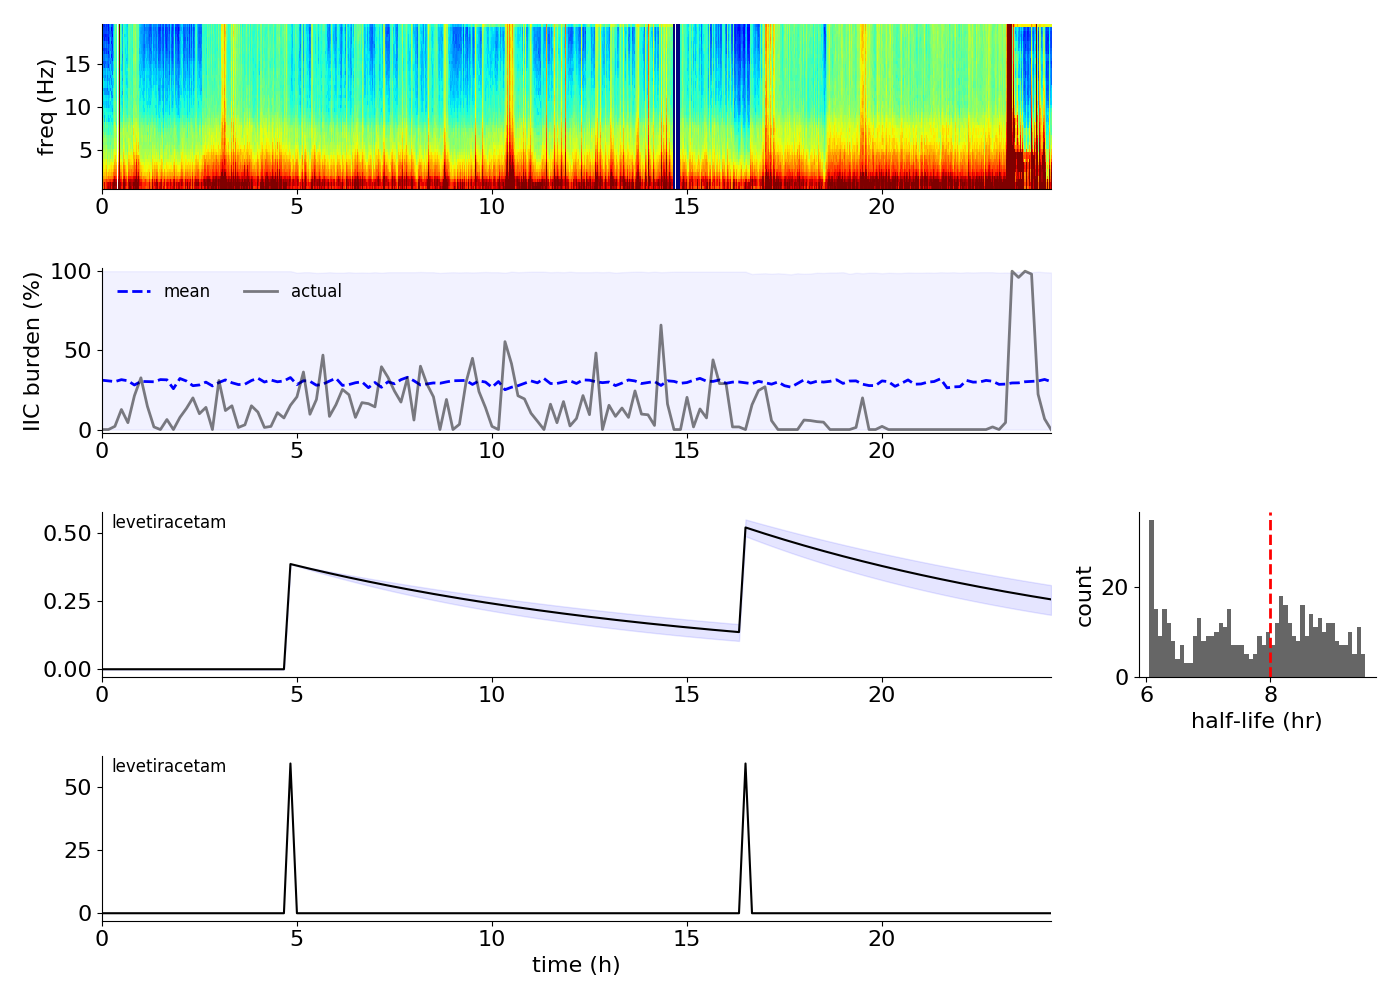 freq (Hz)
15
10
5
0 5 10 15 20
IIC burden (%)
100
50
0
mean actual
0 5 10 15 20
levetiracetam
0.50
0.25
0.00
0 5 10 15 20
count
20
0
6 8
half-life (hr)
levetiracetam
50
25
0
0 5 10 15 20
time (h)